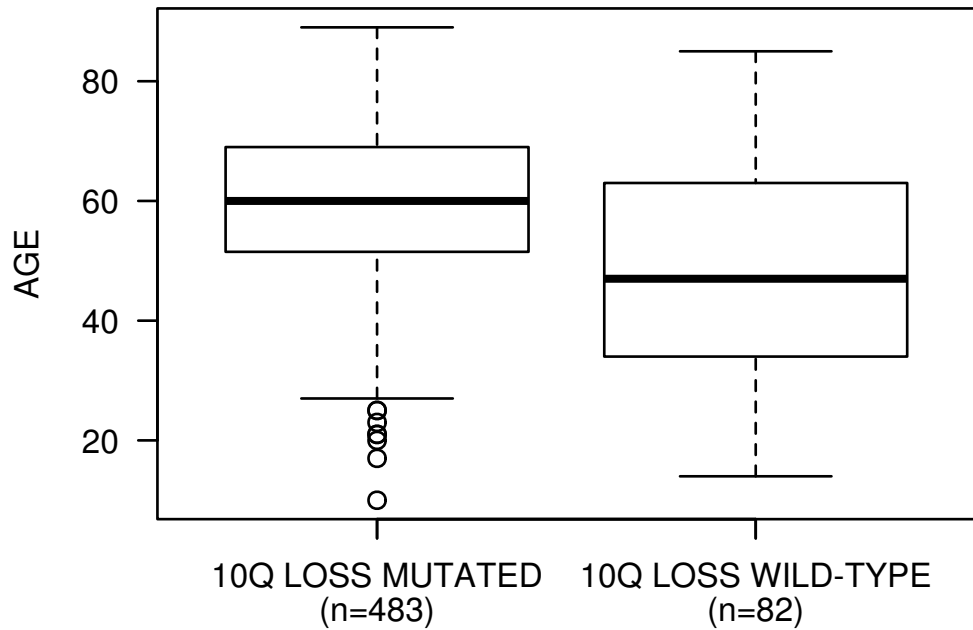 AGE
80
60
40
20
10Q LOSS MUTATED 10Q LOSS WILD-TYPE
(n=483) (n=82)